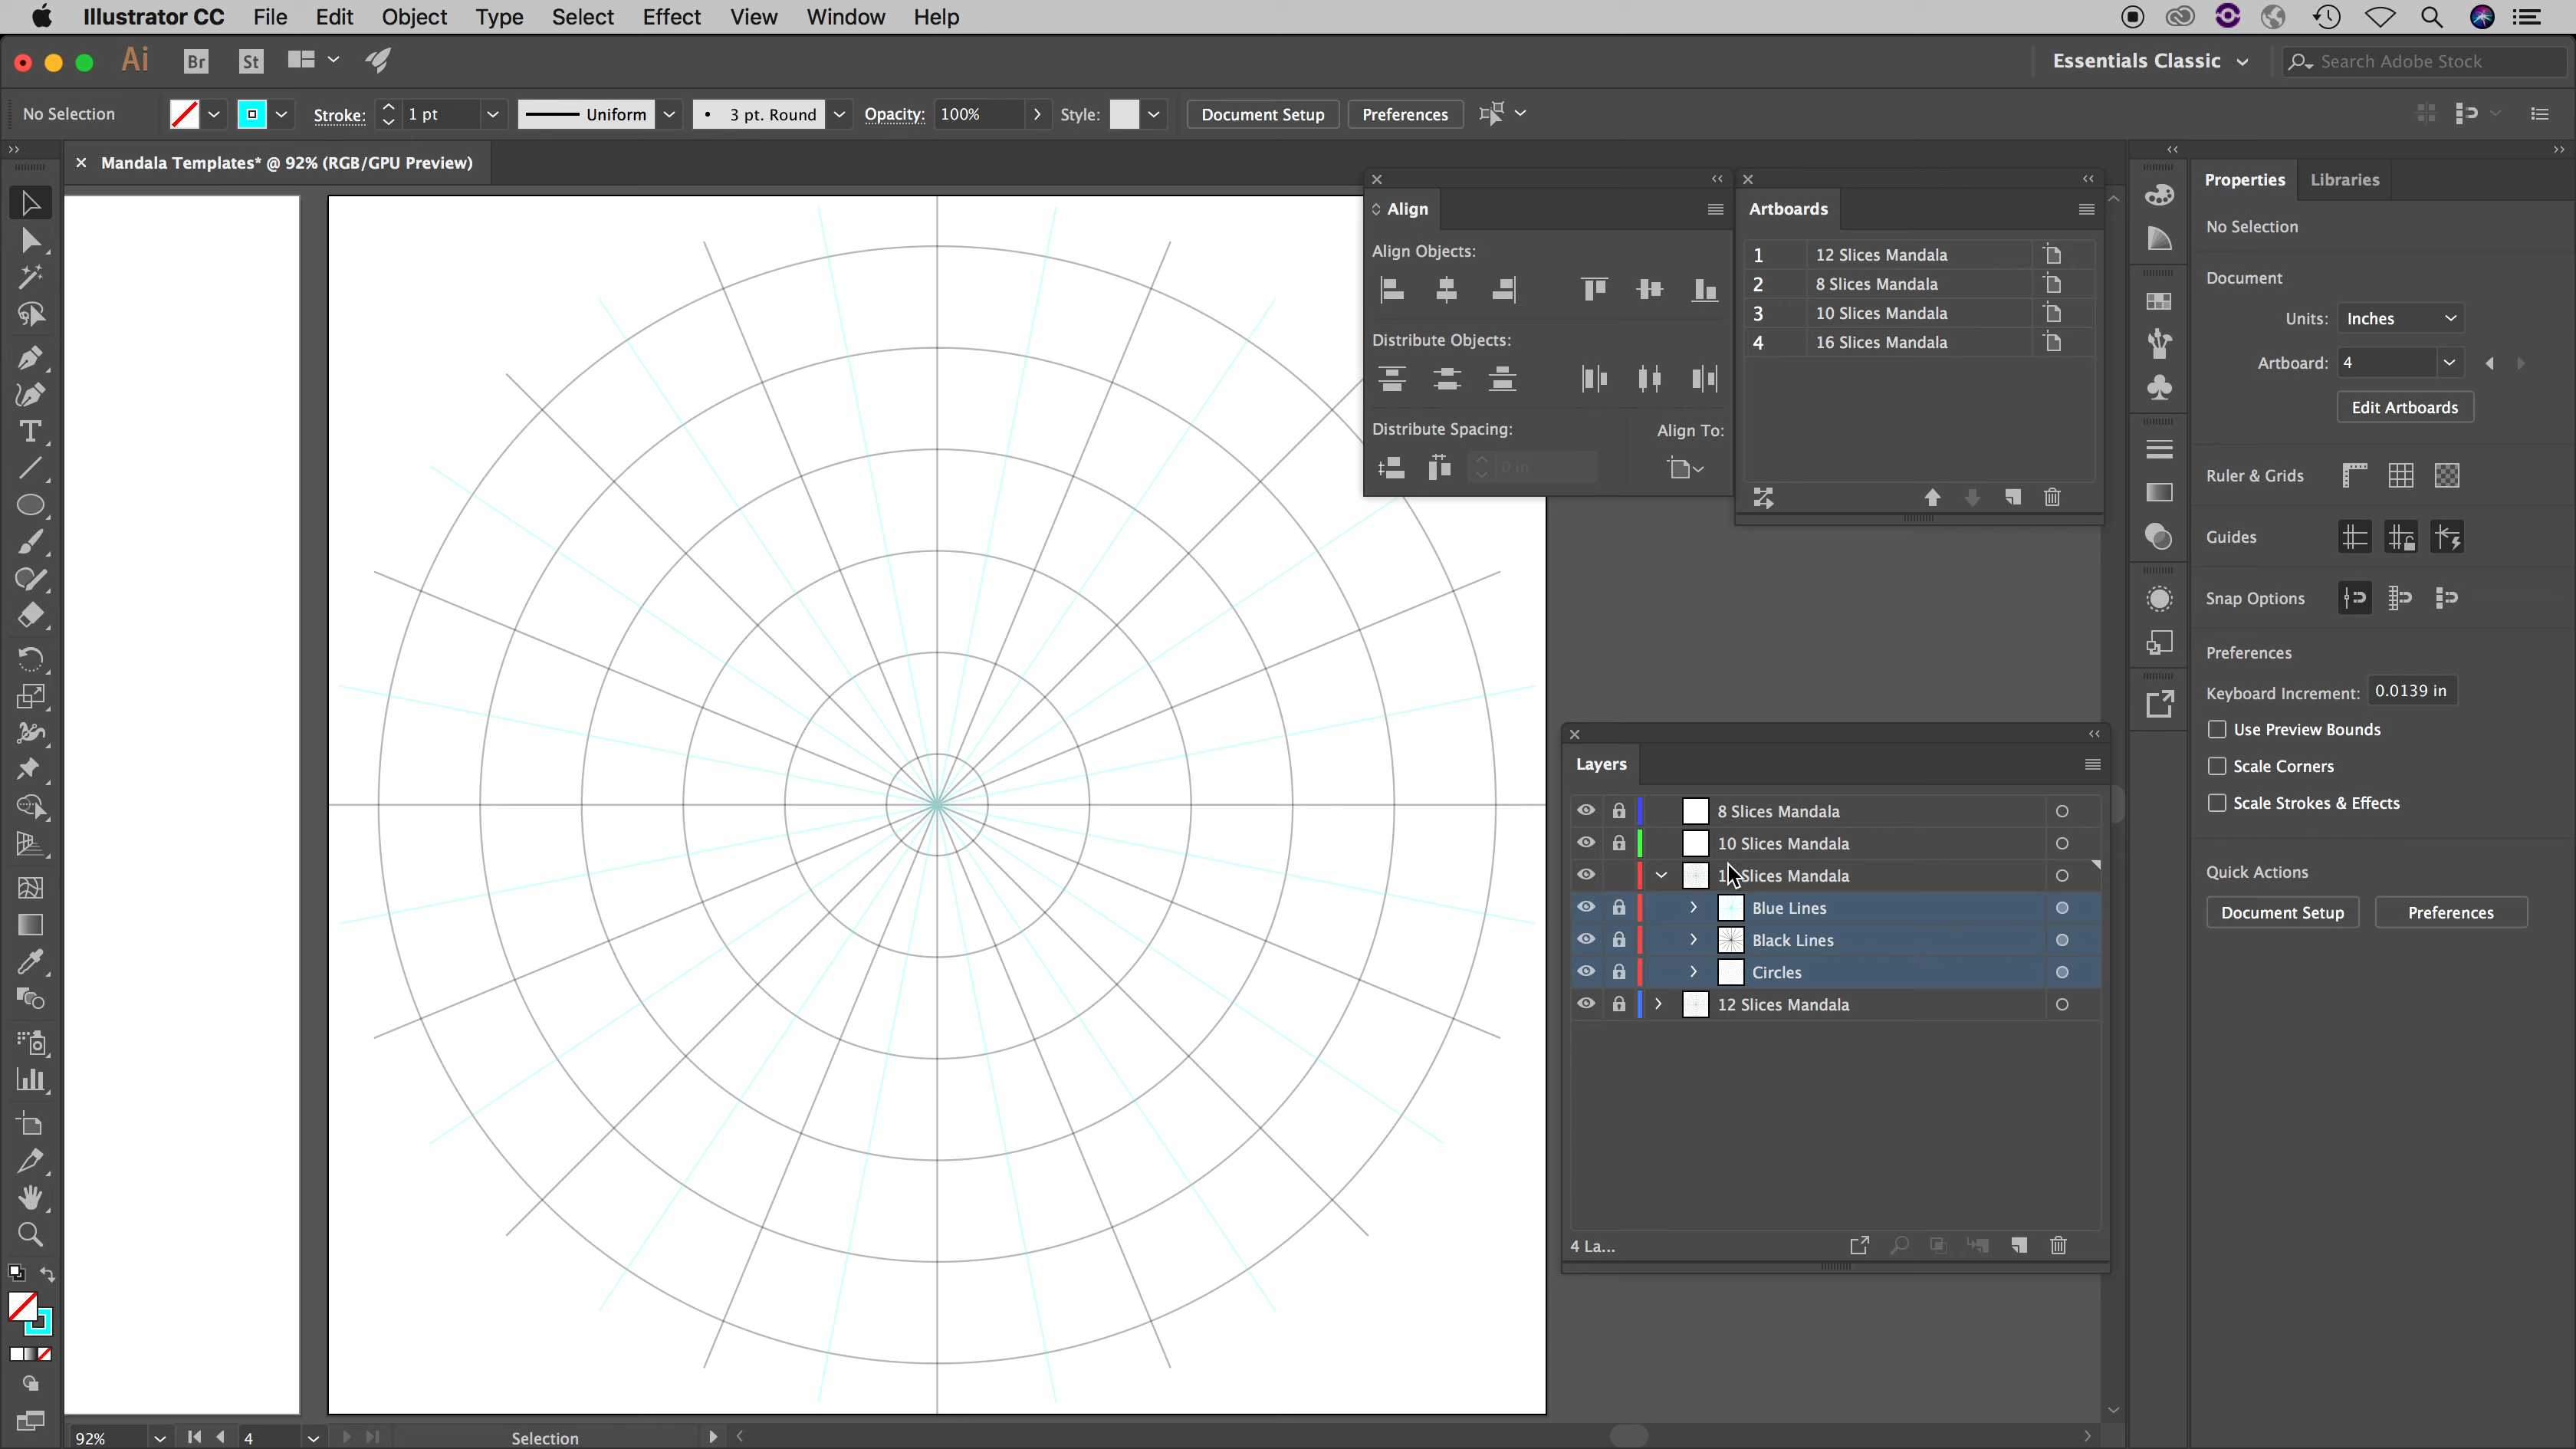 Illustrator CC File Edit Object Type Select Effect View Window Help
Ai Br St Essentials Classic Search Adobe Stock
No Selection Stroke: 1 pt Uniform 3 pt. Round Opacity: 100% Style: Document Setup Preferences
Mandala Templates* @ 92% (RGB/GPU Preview)
Align
Align Objects:
Distribute Objects:
Distribute Spacing: Align To:
0 in
Artboards
1 12 Slices Mandala
2 8 Slices Mandala
3 10 Slices Mandala
4 16 Slices Mandala
Layers
8 Slices Mandala
10 Slices Mandala
Slices Mandala
Blue Lines
Black Lines
Circles
12 Slices Mandala
4 La...
Properties Libraries
No Selection
Document
Units: Inches
Artboard: 4
Edit Artboards
Ruler & Grids
Guides
Snap Options
Preferences
Keyboard Increment: 0.0139 in
Use Preview Bounds
Scale Corners
Scale Strokes & Effects
Quick Actions
Document Setup Preferences
92% 4 Selection